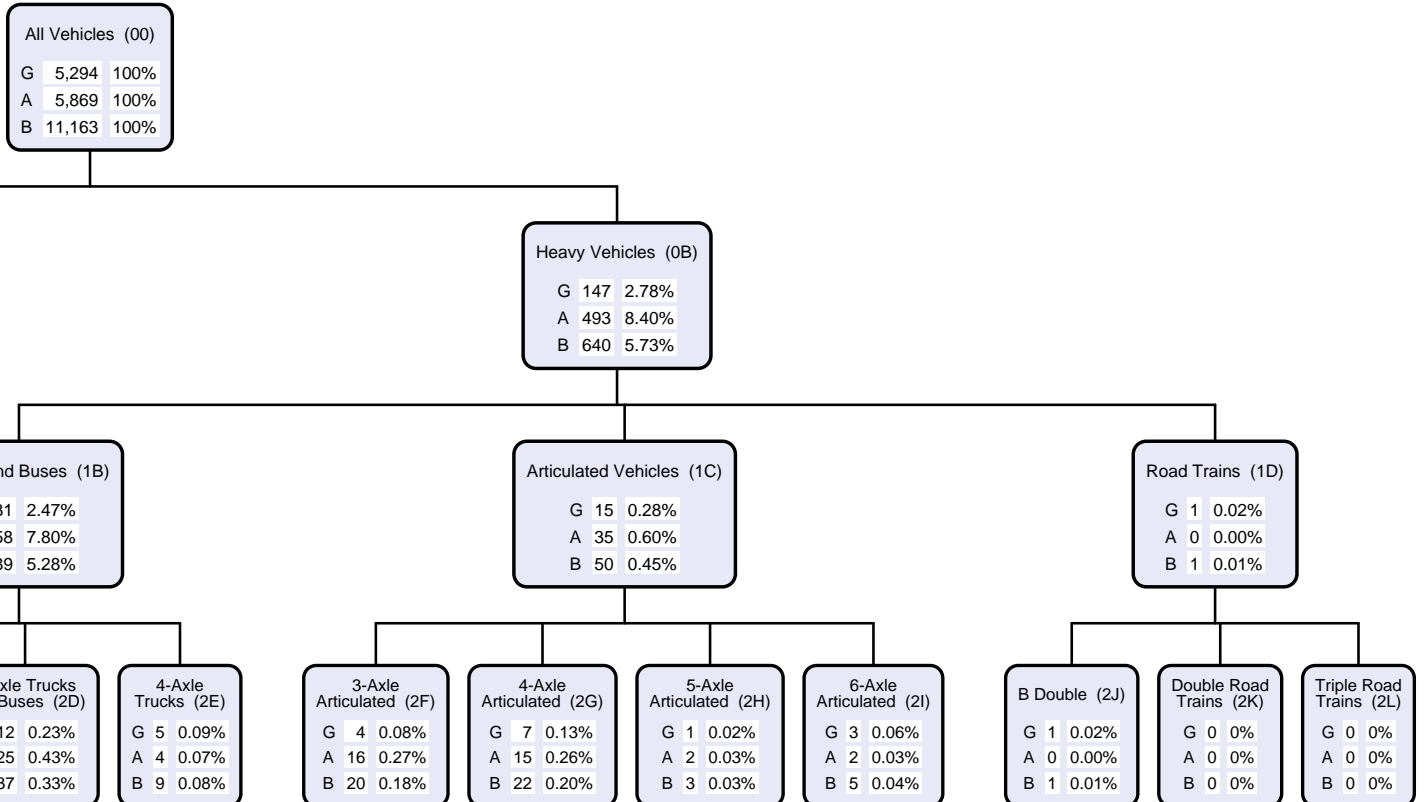 All Vehicles (00)
G 5,294 100%
A 5,869 100%
B 11,163 100%
Heavy Vehicles (0B)
G 147 2.78%
A 493 8.40%
B 640 5.73%
Buses (1B)
2.47%
7.80%
5.28%
Articulated Vehicles (1C)
G 15 0.28%
A 35 0.60%
B 50 0.45%
Road Trains (1D)
G 1 0.02%
A 0 0.00%
B 1 0.01%
Trucks
Buses (2D)
12 0.23%
25 0.43%
37 0.33%
4-Axle
Trucks (2E)
G 5 0.09%
A 4 0.07%
B 9 0.08%
3-Axle
Articulated (2F)
G 4 0.08%
A 16 0.27%
B 20 0.18%
4-Axle
Articulated (2G)
G 7 0.13%
A 15 0.26%
B 22 0.20%
5-Axle
Articulated (2H)
G 1 0.02%
A 2 0.03%
B 3 0.03%
6-Axle
Articulated (2I)
G 3 0.06%
A 2 0.03%
B 5 0.04%
B Double (2J)
G 1 0.02%
A 0 0.00%
B 1 0.01%
Double Road
Trains (2K)
G 0 0%
A 0 0%
B 0 0%
Triple Road
Trains (2L)
G 0 0%
A 0 0%
B 0 0%